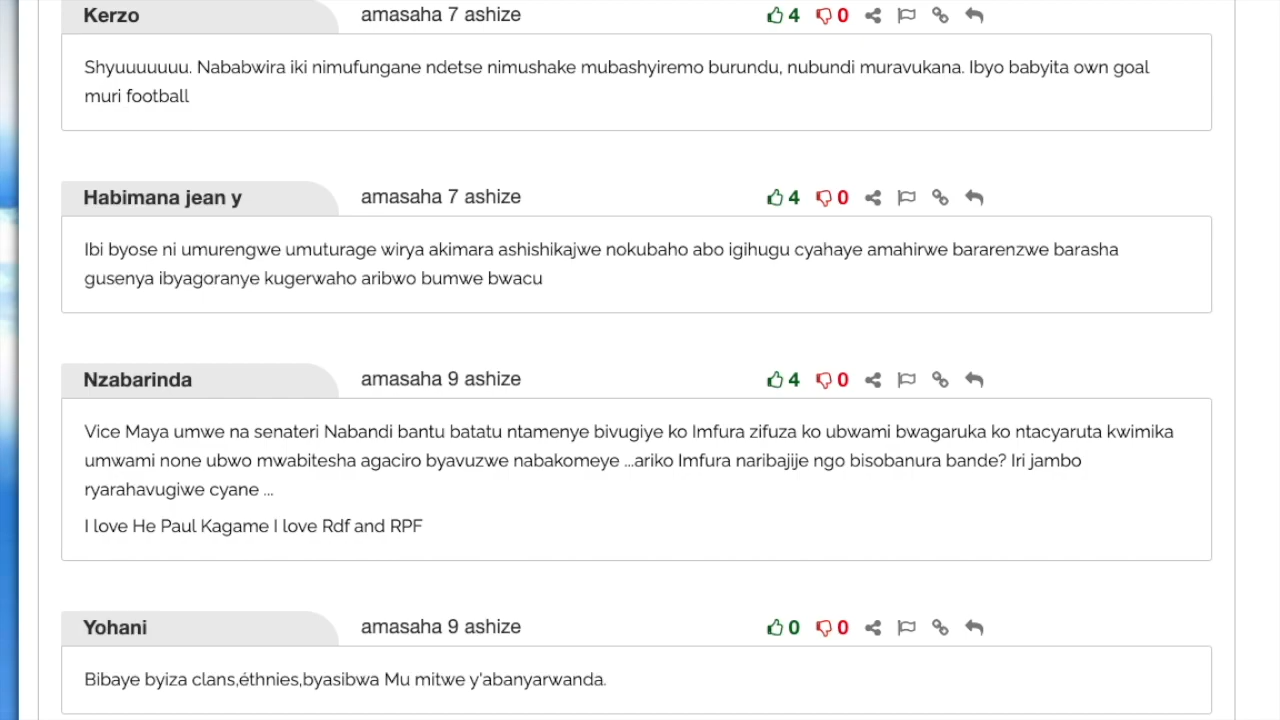 Kerzo amasaha 7 ashize 4 0
Shyuuuuuuu. Nababwira iki nimufungane ndetse nimushake mubashyiremo burundu, nubundi muravukana. Ibyo babyita own goal
muri football
Habimana jean y amasaha 7 ashize 4 0
Ibi byose ni umurengwe umuturage wirya akimara ashishikajwe nokubaho abo igihugu cyahaye amahirwe bararenzwe barasha
gusenya ibyagoranye kugerwaho aribwo bumwe bwacu
Nzabarinda amasaha 9 ashize 4 0
Vice Maya umwe na senateri Nabandi bantu batatu ntamenye bivugiye ko Imfura zifuza ko ubwami bwagaruka ko ntacyaruta kwimika
umwami none ubwo mwabitesha agaciro byavuzwe nabakomeye ...ariko Imfura naribajije ngo bisobanura bande? Iri jambo
ryarahavugiwe cyane ...
I love He Paul Kagame I love Rdf and RPF
Yohani amasaha 9 ashize 0 0
Bibaye byiza clans,éthnies,byasibwa Mu mitwe y'abanyarwanda.